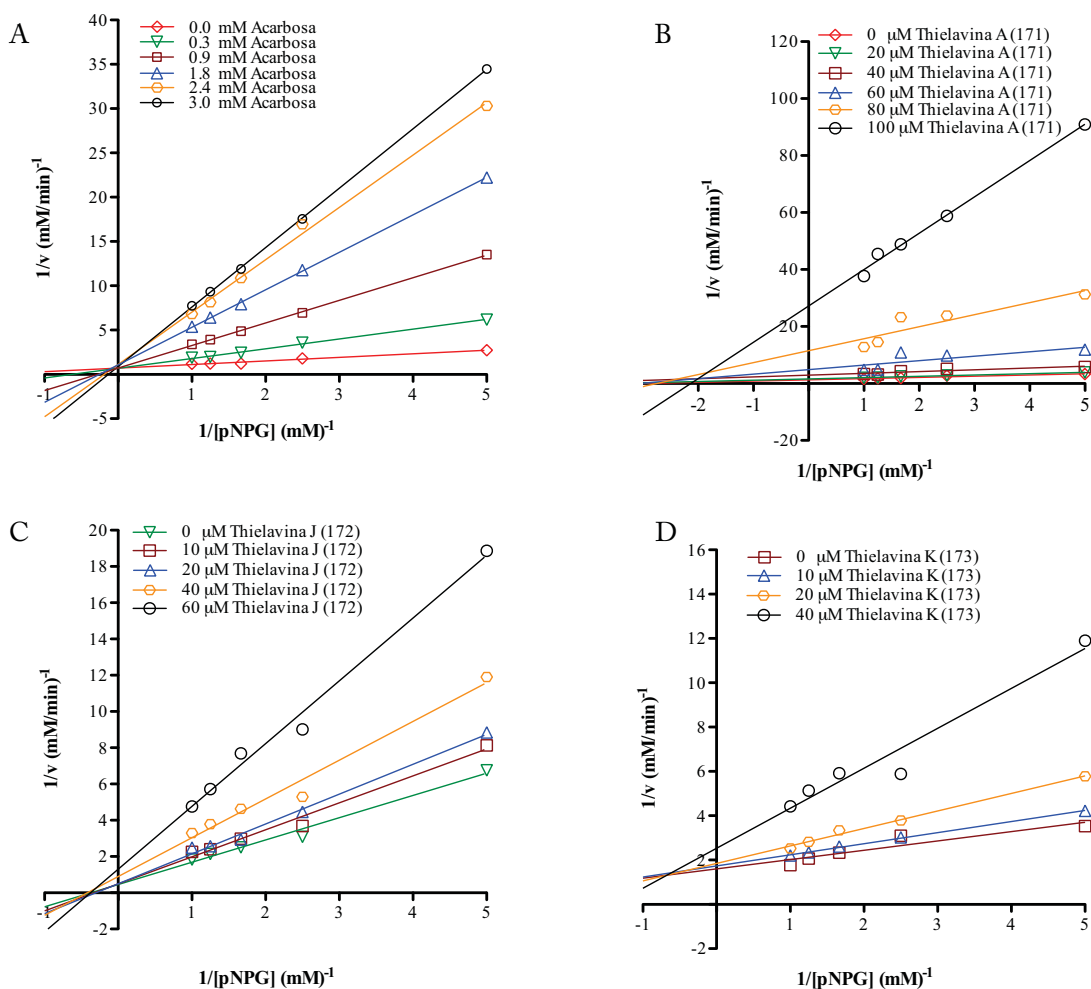 A
0.0 mM Acarbosa
0.3 mM Acarbosa
0.9 mM Acarbosa
1.8 mM Acarbosa
2.4 mM Acarbosa
3.0 mM Acarbosa
40
35
30
25
20
15
10
5
-5
-1
0
1
2
3
4
5
1/v (mM/min)-1
1/[pNPG] (mM)-1
B
0 µM Thielavina A (171)
20 µM Thielavina A (171)
40 µM Thielavina A (171)
60 µM Thielavina A (171)
80 µM Thielavina A (171)
100 µM Thielavina A (171)
120
100
80
60
40
20
-20
-2
-1
0
1
2
3
4
5
1/v (mM/min)-1
1/[pNPG] (mM)-1
C
0 µM Thielavina J (172)
10 µM Thielavina J (172)
20 µM Thielavina J (172)
40 µM Thielavina J (172)
60 µM Thielavina J (172)
20
18
16
14
12
10
8
6
4
2
-2
-1
0
1
2
3
4
5
1/v (mM/min)-1
1/[pNPG] (mM)-1
D
0 µM Thielavina K (173)
10 µM Thielavina K (173)
20 µM Thielavina K (173)
40 µM Thielavina K (173)
16
14
12
10
8
6
4
2
-2
-1
0
1
2
3
4
5
1/v (mM/min)-1
1/[pNPG] (mM)-1